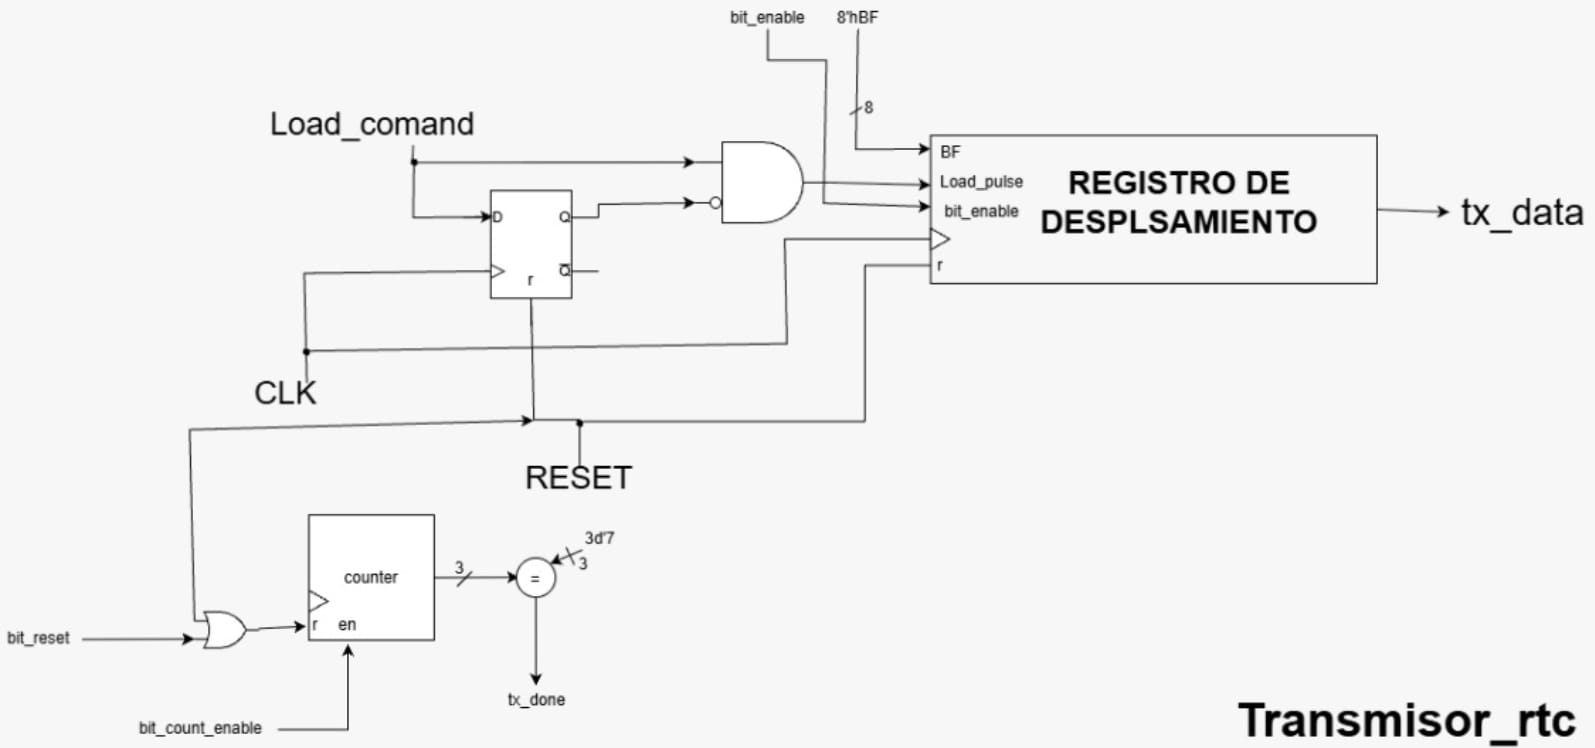 bit_enable
8'hBF
8
Load_comand
BF
Load_pulse
bit_enable
r
REGISTRO DE
DESPLSAMIENTO
tx_data
D
Q
Q
r
CLK
RESET
counter
r
en
3
=
3d'7
3
bit_reset
bit_count_enable
tx_done
Transmisor_rtc